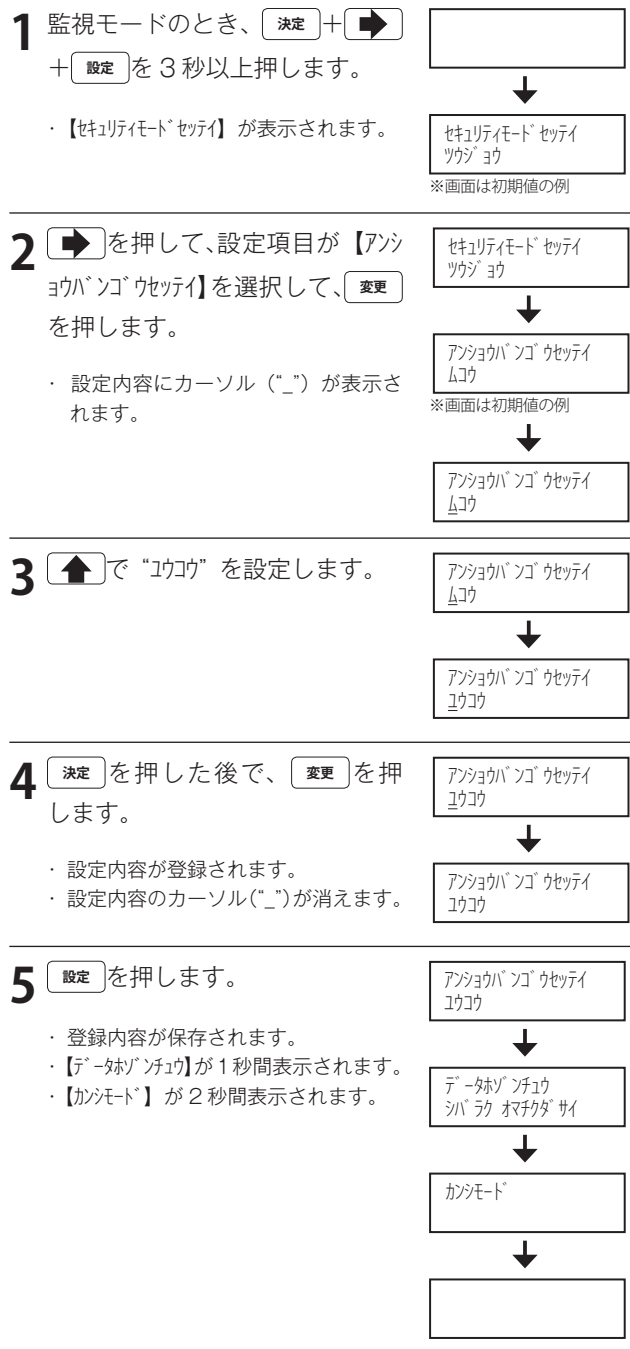 1 監視モードのとき、決定+➡
+設定を3秒以上押します。
・【ｾｷｭﾘﾃｨﾓｰﾄﾞｾｯﾃｲ】が表示されます。
ｾｷｭﾘﾃｨﾓｰﾄﾞｾｯﾃｲ
ﾂｳｼﾞｮｳ
※画面は初期値の例
2 ➡を押して、設定項目が【ｱﾝｼ
ｮｳﾊﾞﾝｺﾞｳｾｯﾃｲ】を選択して、変更
を押します。
・ 設定内容にカーソル（“_”）が表示さ
れます。
ｾｷｭﾘﾃｨﾓｰﾄﾞｾｯﾃｲ
ﾂｳｼﾞｮｳ
ｱﾝｼｮｳﾊﾞﾝｺﾞｳｾｯﾃｲ
ﾑｺｳ
※画面は初期値の例
ｱﾝｼｮｳﾊﾞﾝｺﾞｳｾｯﾃｲ
ﾑｺｳ
3 ⬆で“ﾕｳｺｳ”を設定します。
ｱﾝｼｮｳﾊﾞﾝｺﾞｳｾｯﾃｲ
ﾑｺｳ
ｱﾝｼｮｳﾊﾞﾝｺﾞｳｾｯﾃｲ
ﾕｳｺｳ
4 決定を押した後で、変更を押
します。
・ 設定内容が登録されます。
・ 設定内容のカーソル（“_”）が消えます。
ｱﾝｼｮｳﾊﾞﾝｺﾞｳｾｯﾃｲ
ﾕｳｺｳ
ｱﾝｼｮｳﾊﾞﾝｺﾞｳｾｯﾃｲ
ﾕｳｺｳ
5 設定を押します。
・ 登録内容が保存されます。
・【ﾃﾞｰﾀﾎｿﾞﾝﾁｭｳ】が1秒間表示されます。
・【ｶﾝｼﾓｰﾄﾞ】が2秒間表示されます。
ｱﾝｼｮｳﾊﾞﾝｺﾞｳｾｯﾃｲ
ﾕｳｺｳ
ﾃﾞｰﾀﾎｿﾞﾝﾁｭｳ
ｼﾊﾞﾗｸ ｵﾏﾁｸﾀﾞｻｲ
ｶﾝｼﾓｰﾄﾞ